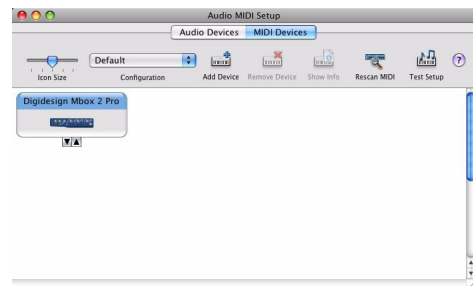 Audio MIDI Setup
Audio Devices MIDI Devices
Default
Icon Size Configuration Add Device Remove Device Show Info Rescan MIDI Test Setup ?
Digidesign Mbox 2 Pro